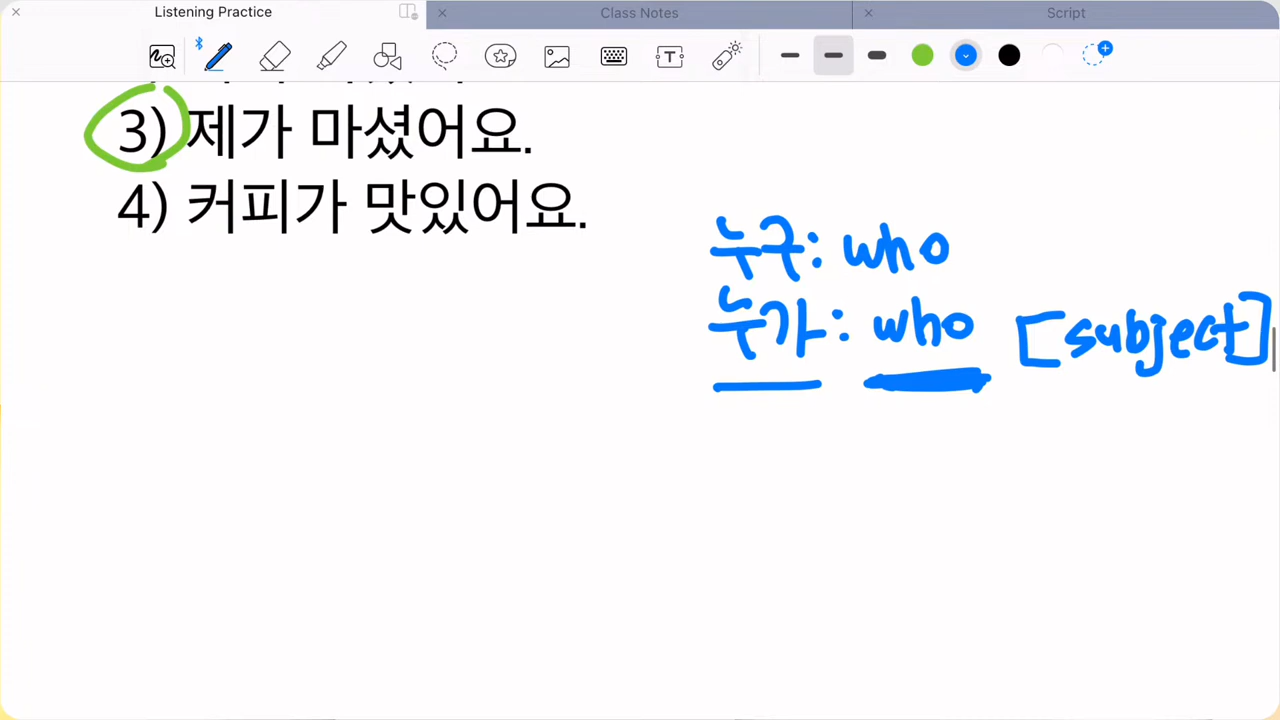 Listening Practice
Class Notes
Script
3) 제가 마셨어요.
4) 커피가 맛있어요.
누구: who
누가: who [subject]